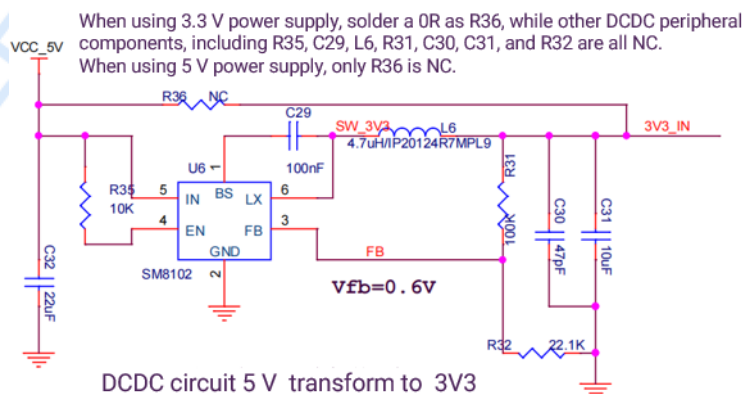 When using 3.3 V power supply, solder a 0R as R36, while other DCDC peripheral
VCC_5V components, including R35, C29, L6, R31, C30, C31, and R32 are all NC.
When using 5 V power supply, only R36 is NC.
R36 NC
C29
SW_3V3 L6 3V3_IN
4.7uH/IP20124R7MPL9
100nF
U6 1
R35
10K
5 IN BS LX 6
4 EN FB 3
GND
SM8102 2
FB
Vfb=0.6V
R31
100K
C30
47pF
C31
10uF
C32
22uF
R32 22.1K
DCDC circuit 5 V transform to 3V3